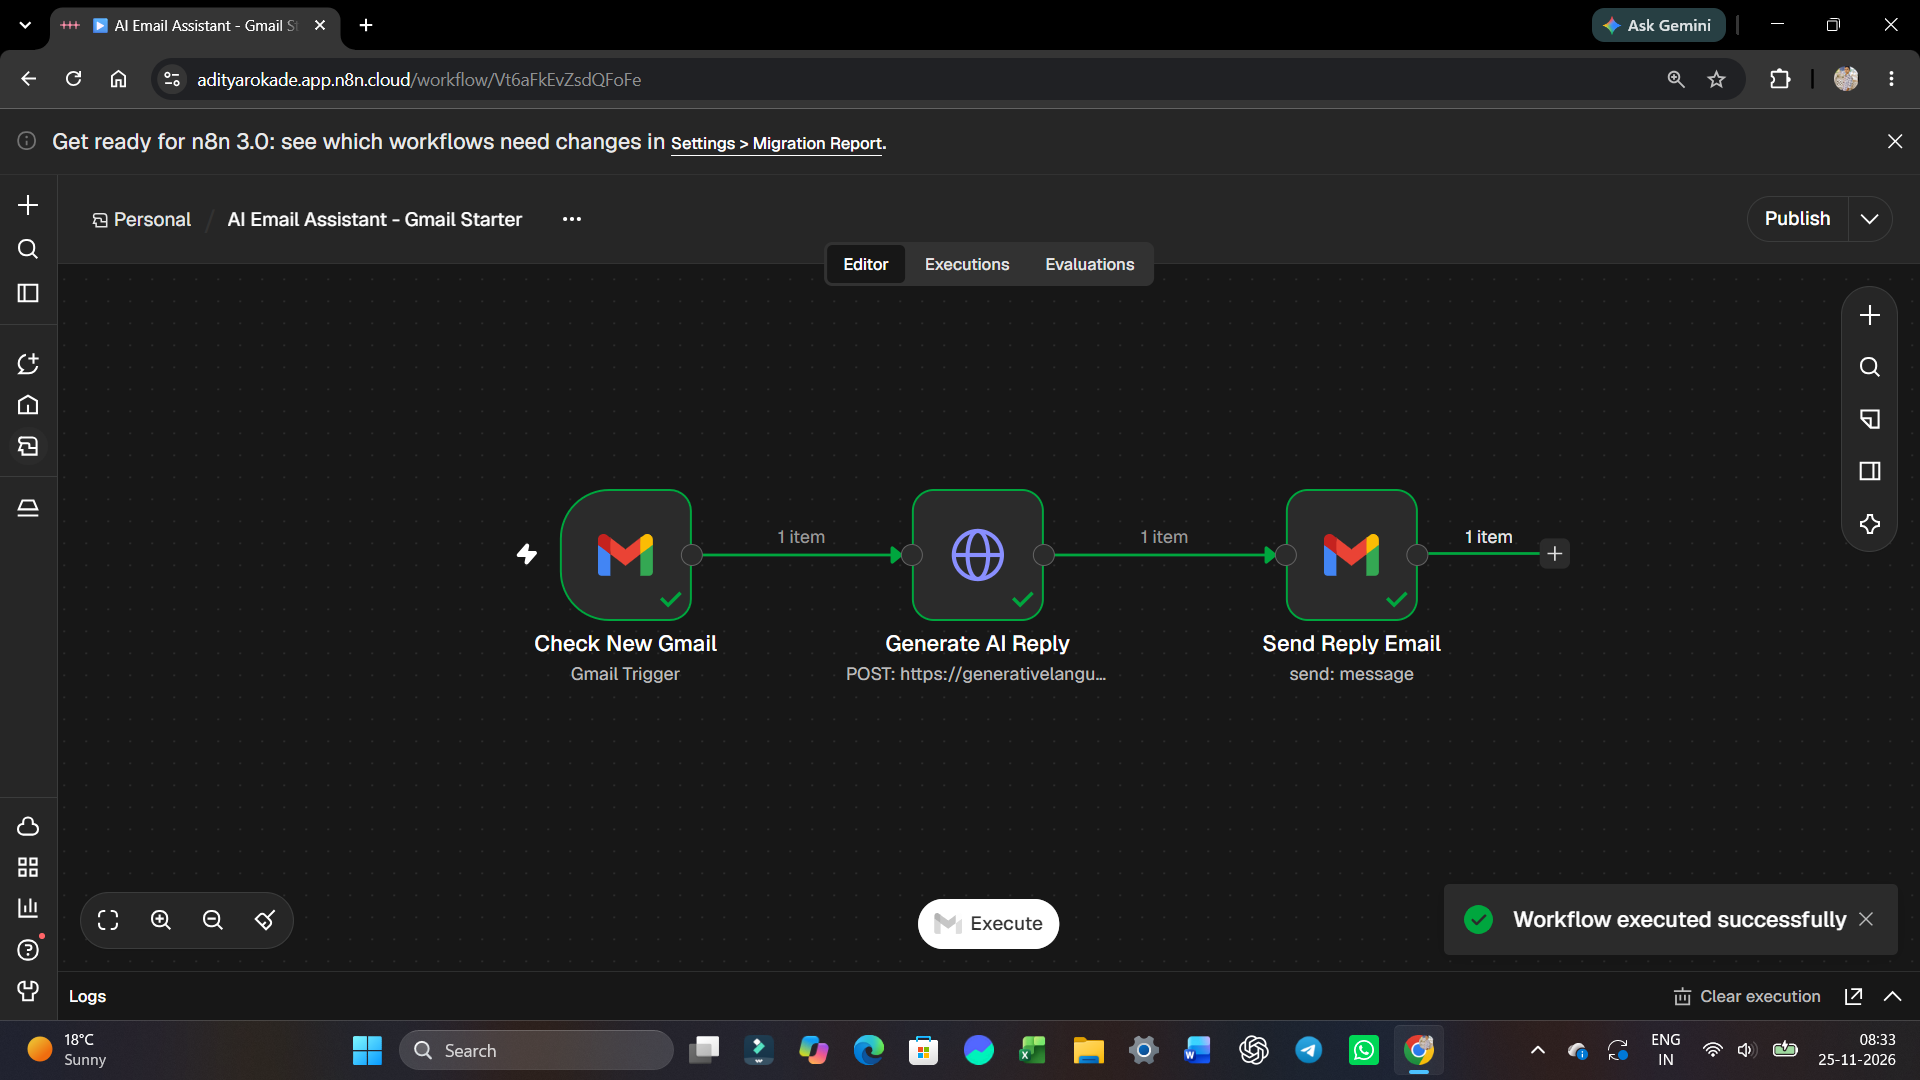 AI Email Assistant - Gmail St
Ask Gemini
adityarokade.app.n8n.cloud/workflow/Vt6aFkEvZsdQFoFe
Get ready for n8n 3.0: see which workflows need changes in Settings > Migration Report.
Personal / AI Email Assistant - Gmail Starter
Publish
Editor Executions Evaluations
1 item
1 item
1 item
Check New Gmail
Gmail Trigger
Generate AI Reply
POST: https://generativelangu...
Send Reply Email
send: message
Execute
Workflow executed successfully
Logs
Clear execution
18°C
Sunny
Search
ENG
IN
08:33
25-11-2026